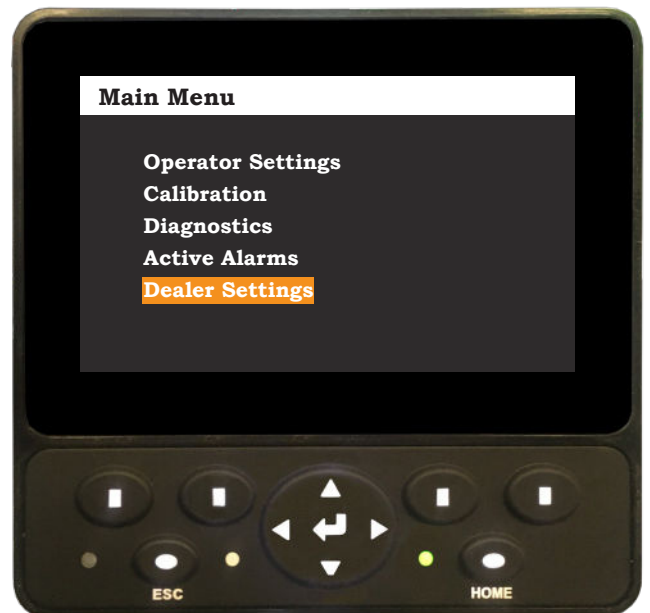 Main Menu
Operator Settings
Calibration
Diagnostics
Active Alarms
Dealer Settings
ESC
HOME